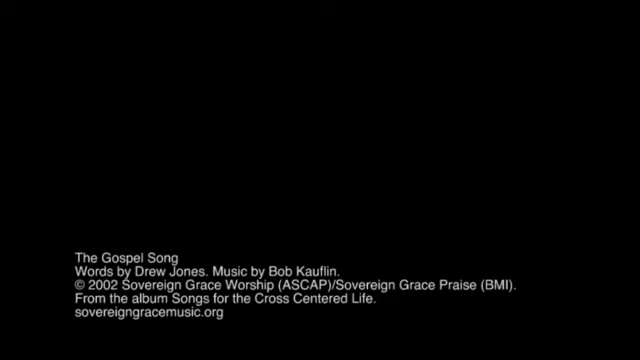 The Gospel Song
Words by Drew Jones. Music by Bob Kauflin.
© 2002 Sovereign Grace Worship (ASCAP)/Sovereign Grace Praise (BMI).
From the album Songs for the Cross Centered Life.
sovereigngracemusic.org